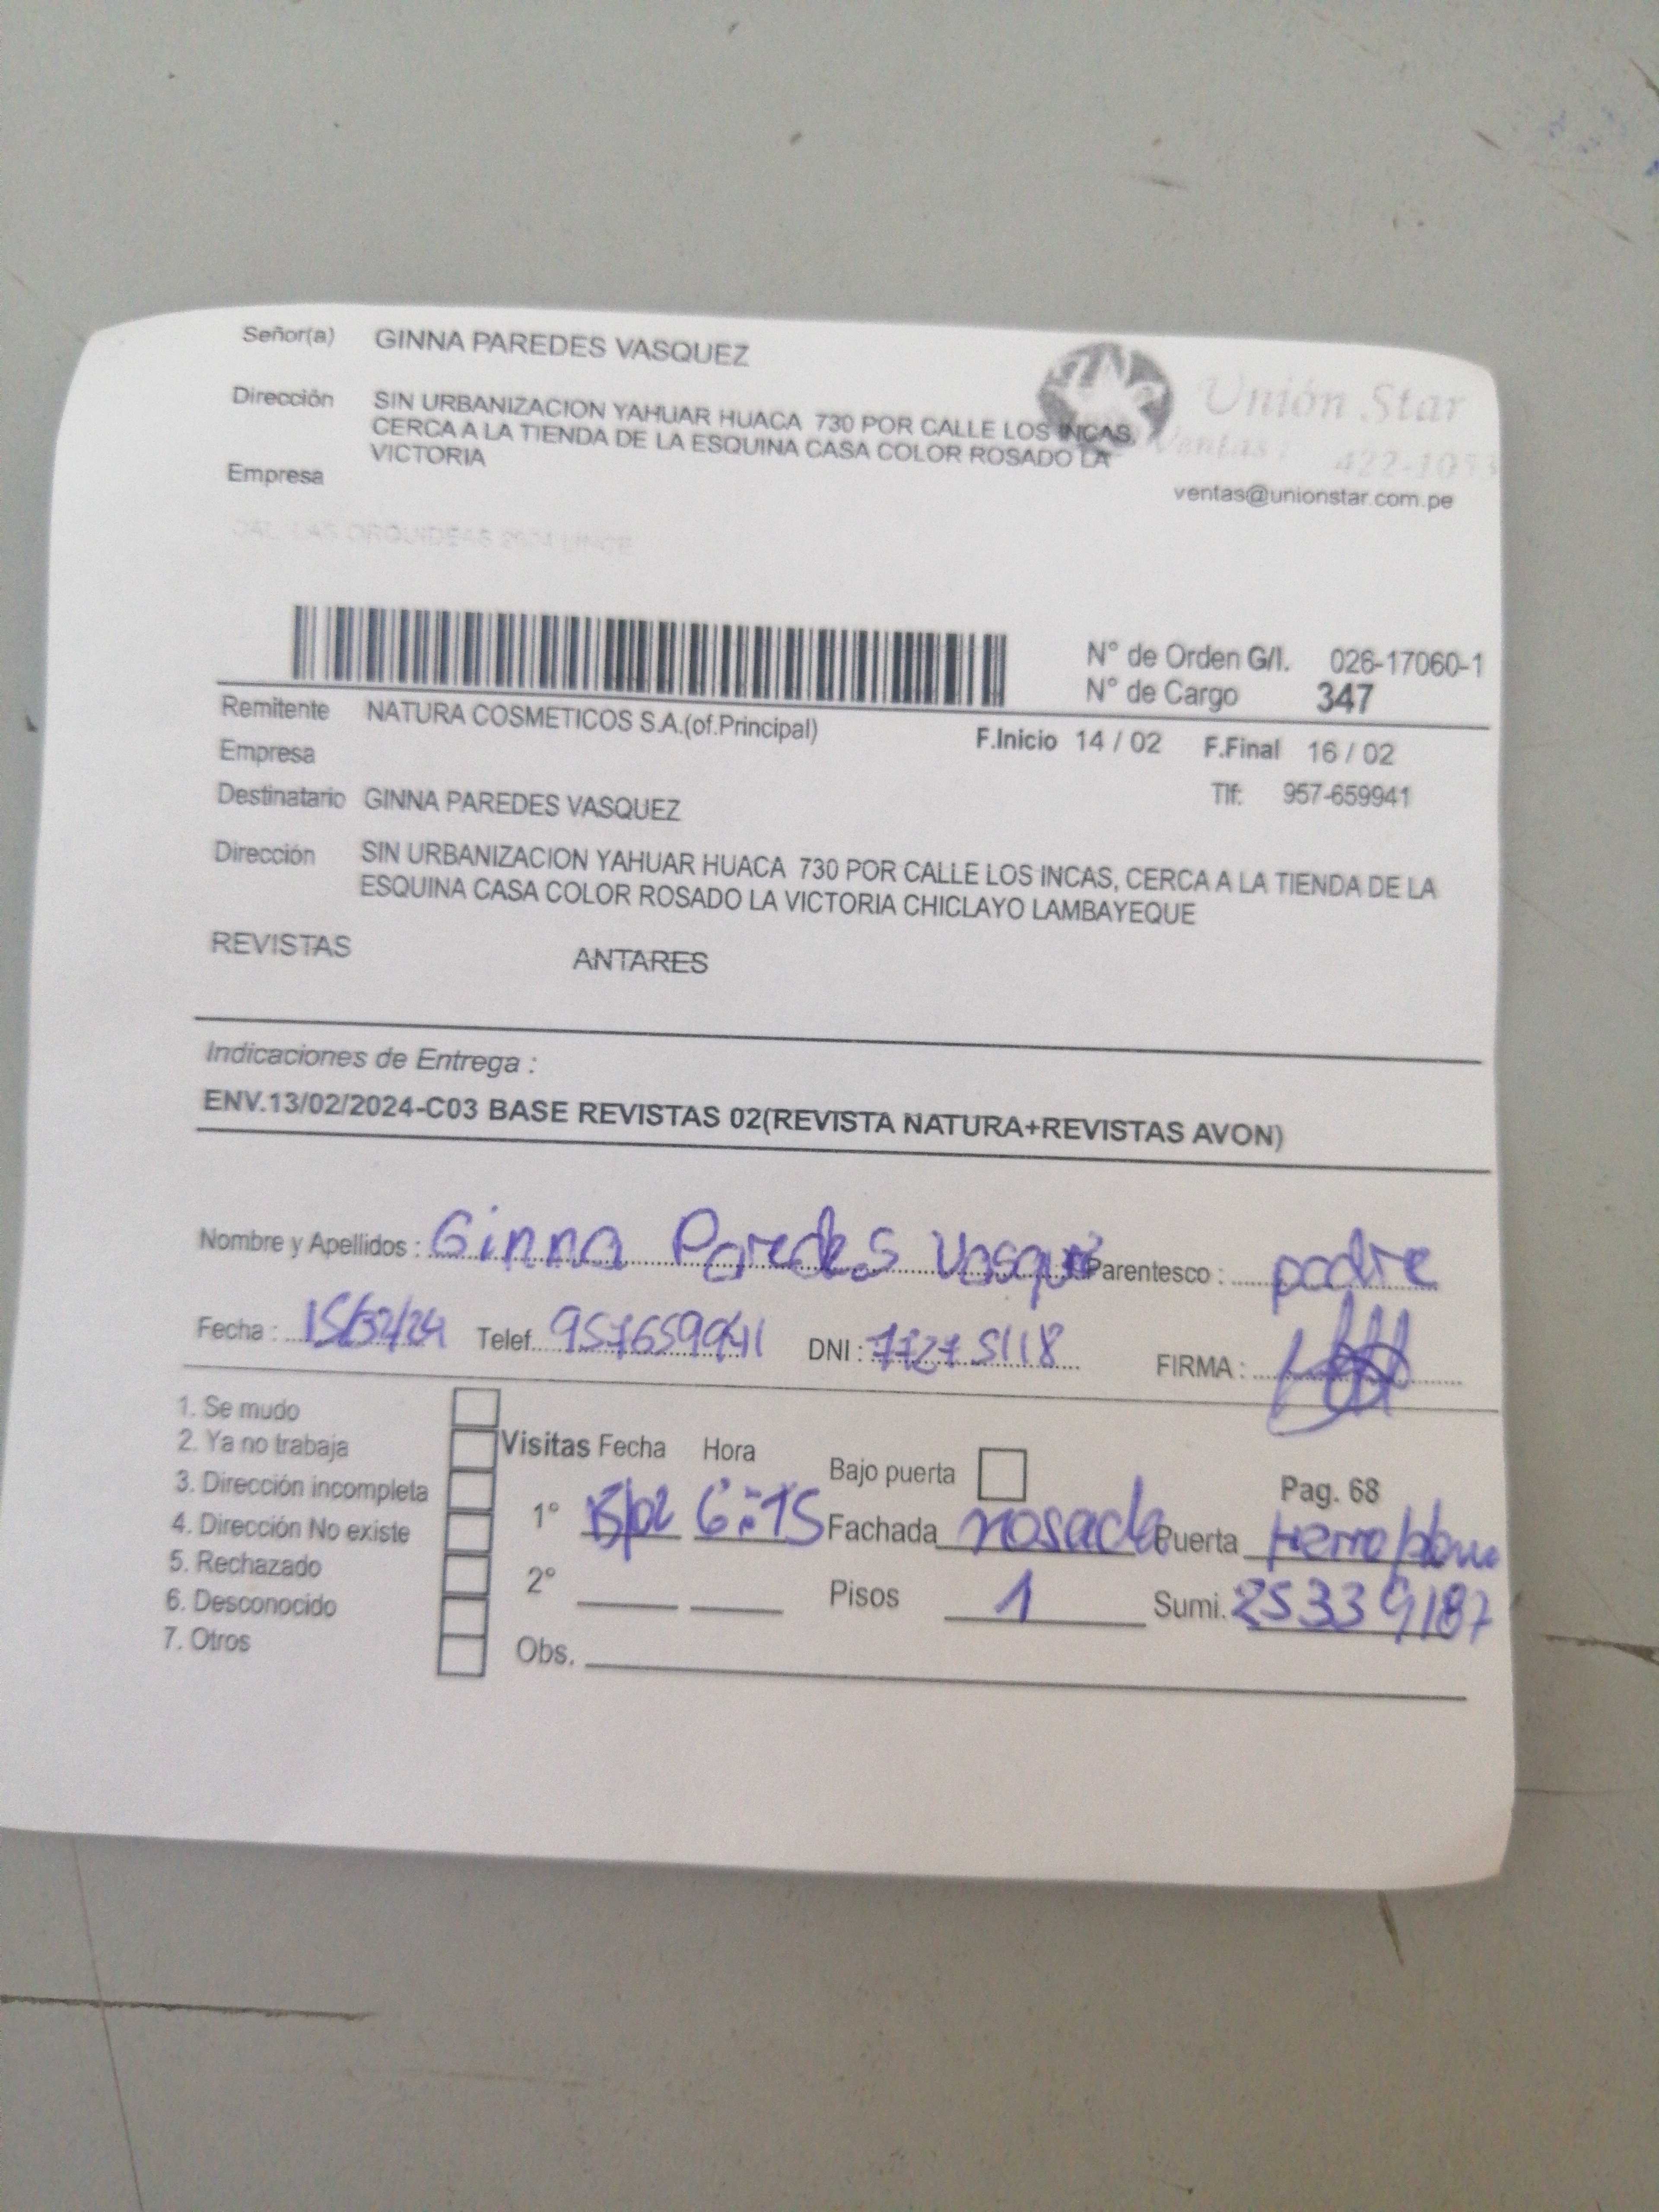 Señor(a) GINNA PAREDES VASQUEZ
Unión Star
Dirección SIN URBANIZACION YAHUAR HUACA 730 POR CALLE LOS INCAS,
CERCA A LA TIENDA DE LA ESQUINA CASA COLOR ROSADO LA
VICTORIA
Ventas
422-1053
Empresa
ventas@unionstar.com.pe
N° de Orden G/I. 026-17060-1
N° de Cargo 347
Remitente NATURA COSMETICOS S.A.(of.Principal)
F.Inicio 14 / 02 F.Final 16 / 02
Empresa
Destinatario GINNA PAREDES VASQUEZ
Tlf: 957-659941
Dirección SIN URBANIZACION YAHUAR HUACA 730 POR CALLE LOS INCAS, CERCA A LA TIENDA DE LA
ESQUINA CASA COLOR ROSADO LA VICTORIA CHICLAYO LAMBAYEQUE
REVISTAS ANTARES
Indicaciones de Entrega :
ENV.13/02/2024-C03 BASE REVISTAS 02(REVISTA NATURA+REVISTAS AVON)
Nombre y Apellidos : Ginna Paredes Parentesco : padre
Fecha : 15/02/24 Telef. 957659941 DNI : 77275118 FIRMA :
1. Se mudo
2. Ya no trabaja
Visitas Fecha Hora Bajo puerta Pag. 68
3. Dirección incompleta
1° 6:15 Fachada rosada Puerta
4. Dirección No existe
5. Rechazado
2° Pisos 1 Sumi. 25339187
6. Desconocido
7. Otros
Obs.